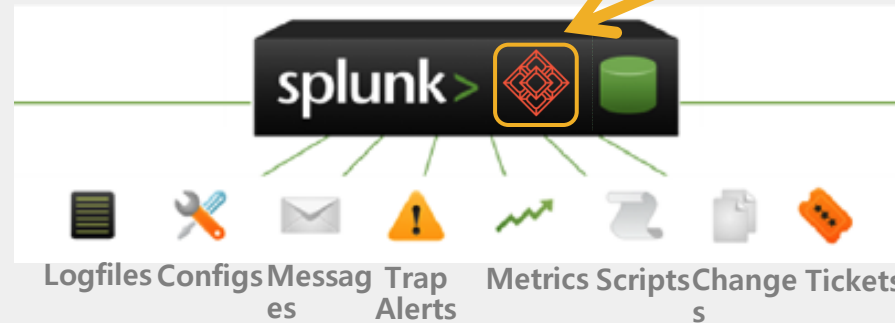 splunk>
Logfiles Configs Messag Trap Metrics Scripts Change Tickets
es Alerts s